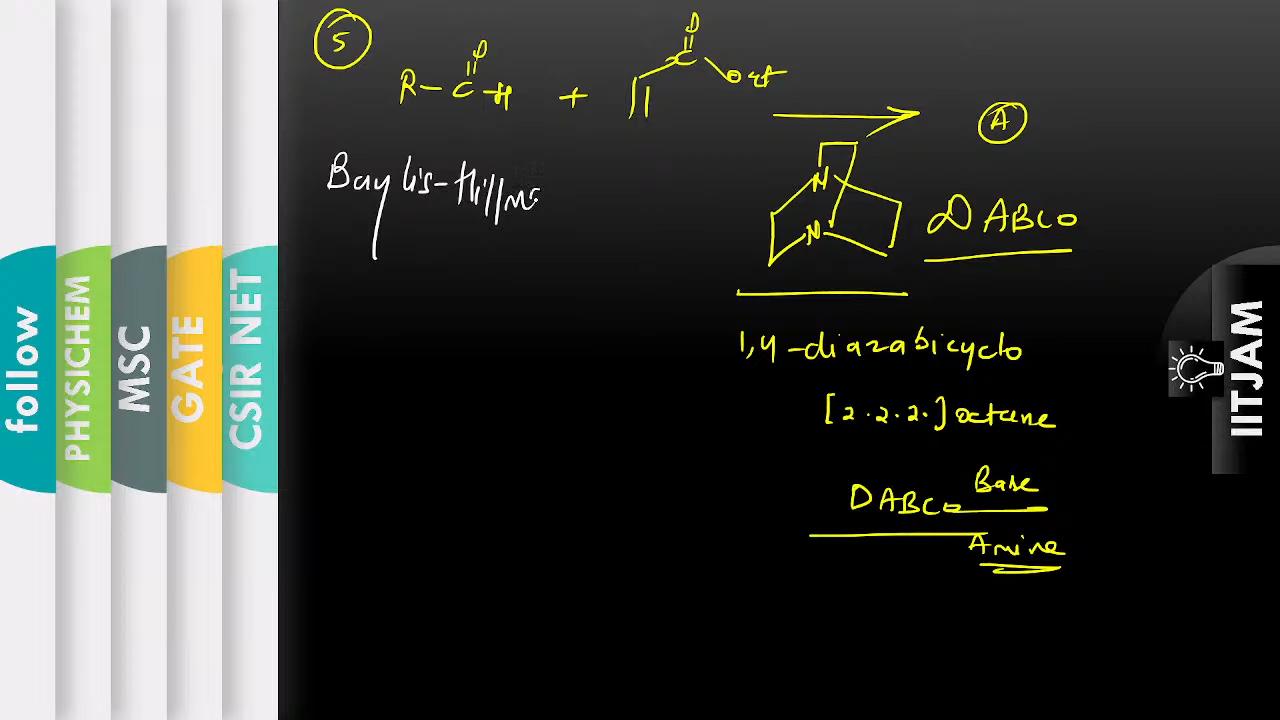 5
R-C-H
O
+
C
O
OEt
A
Baylis-Hillm
N
N
DABCO
1,4-diazabicyclo
[2.2.2.]octane
DABCO Base
Amine
follow
PHYSICHEM
MSC
GATE
CSIR NET
IITJAM